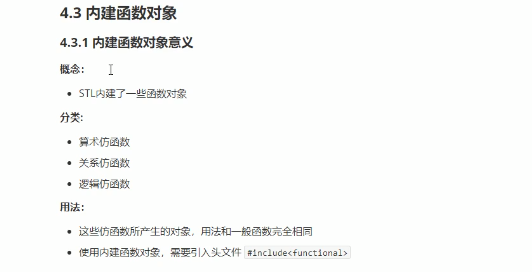 4.3 内建函数对象
4.3.1 内建函数对象意义
概念：
STL内建了一些函数对象
分类:
算术仿函数
关系仿函数
逻辑仿函数
用法：
这些仿函数所产生的对象，用法和一般函数完全相同
使用内建函数对象，需要引入头文件 #include<functional>